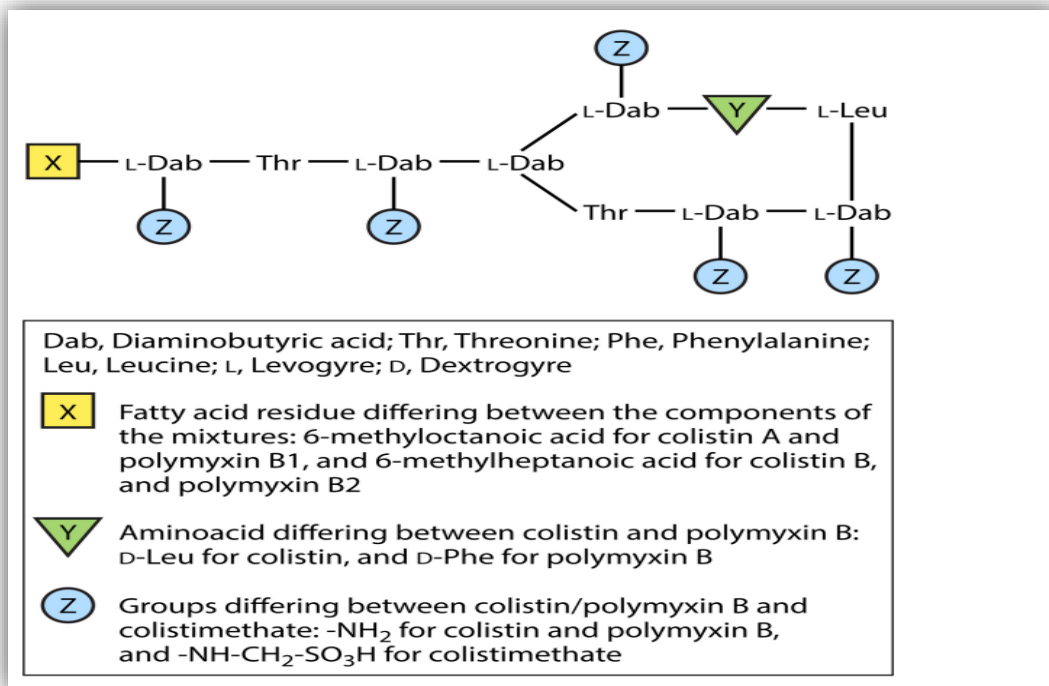 Z
L-Dab Y L-Leu
X L-Dab Thr L-Dab L-Dab
Z Z Thr L-Dab L-Dab
Z Z
Dab, Diaminobutyric acid; Thr, Threonine; Phe, Phenylalanine;
Leu, Leucine; L, Levogyre; D, Dextrogyre
X Fatty acid residue differing between the components of
the mixtures: 6-methyloctanoic acid for colistin A and
polymyxin B1, and 6-methylheptanoic acid for colistin B,
and polymyxin B2
Y Aminoacid differing between colistin and polymyxin B:
D-Leu for colistin, and D-Phe for polymyxin B
Z Groups differing between colistin/polymyxin B and
colistimethate: -NH₂ for colistin and polymyxin B,
and -NH-CH₂-SO₃H for colistimethate